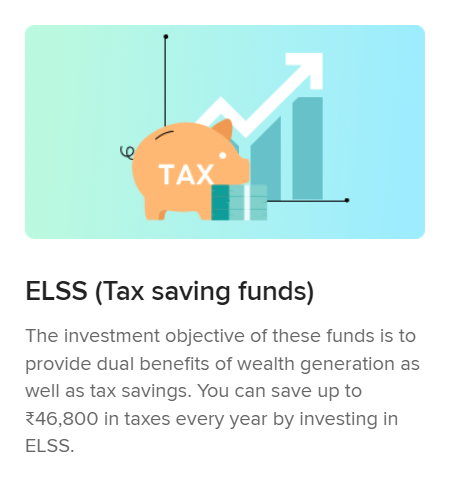 TAX
ELSS (Tax saving funds)
The investment objective of these funds is to
provide dual benefits of wealth generation as
well as tax savings. You can save up to
₹46,800 in taxes every year by investing in
ELSS.